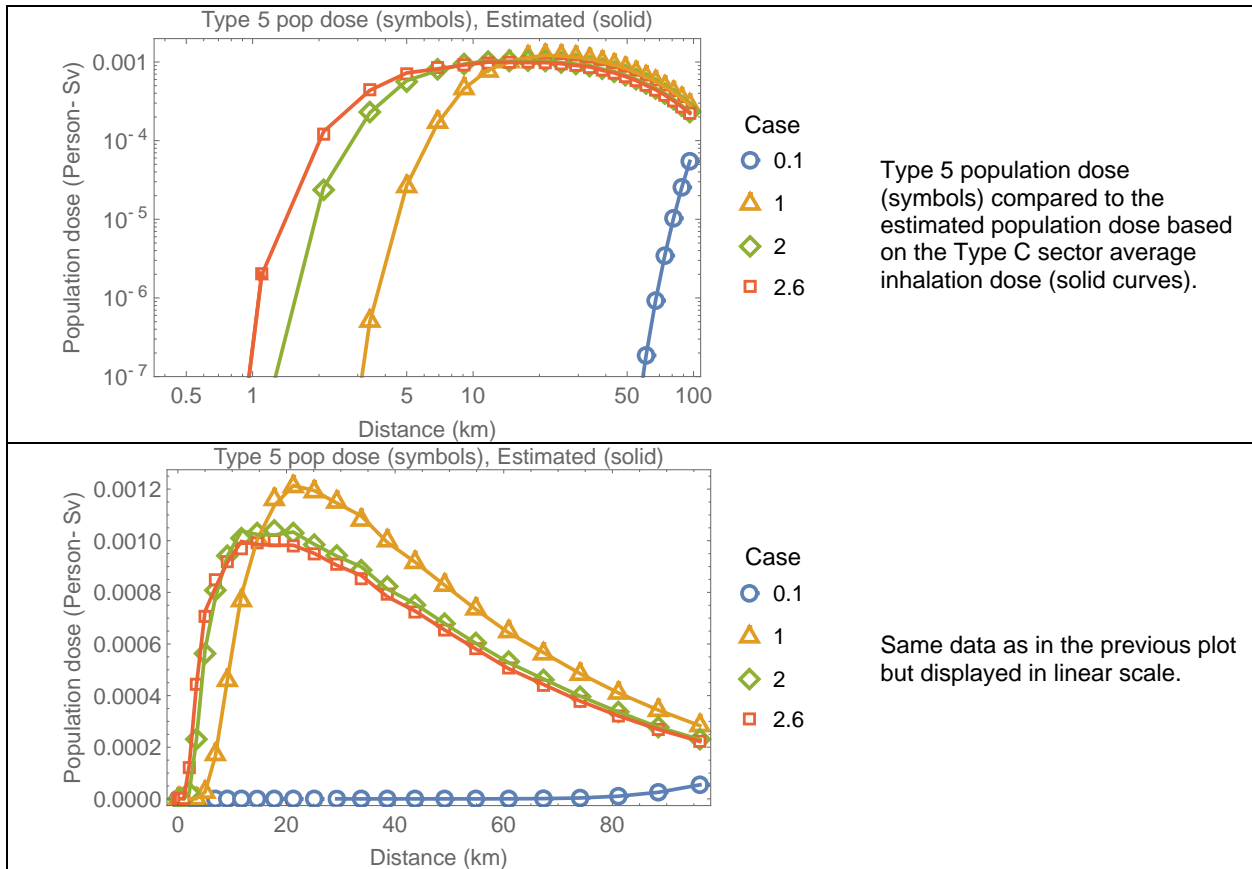 Type 5 pop dose (symbols), Estimated (solid)
Population dose (Person- Sv)
0.001
10^-4
10^-5
10^-6
10^-7
0.5 1 5 10 50 100
Distance (km)
Case
0.1
1
2
2.6
Type 5 population dose
(symbols) compared to the
estimated population dose based
on the Type C sector average
inhalation dose (solid curves).
Type 5 pop dose (symbols), Estimated (solid)
Population dose (Person- Sv)
0.0012
0.0010
0.0008
0.0006
0.0004
0.0002
0.0000
0 20 40 60 80
Distance (km)
Case
0.1
1
2
2.6
Same data as in the previous plot
but displayed in linear scale.